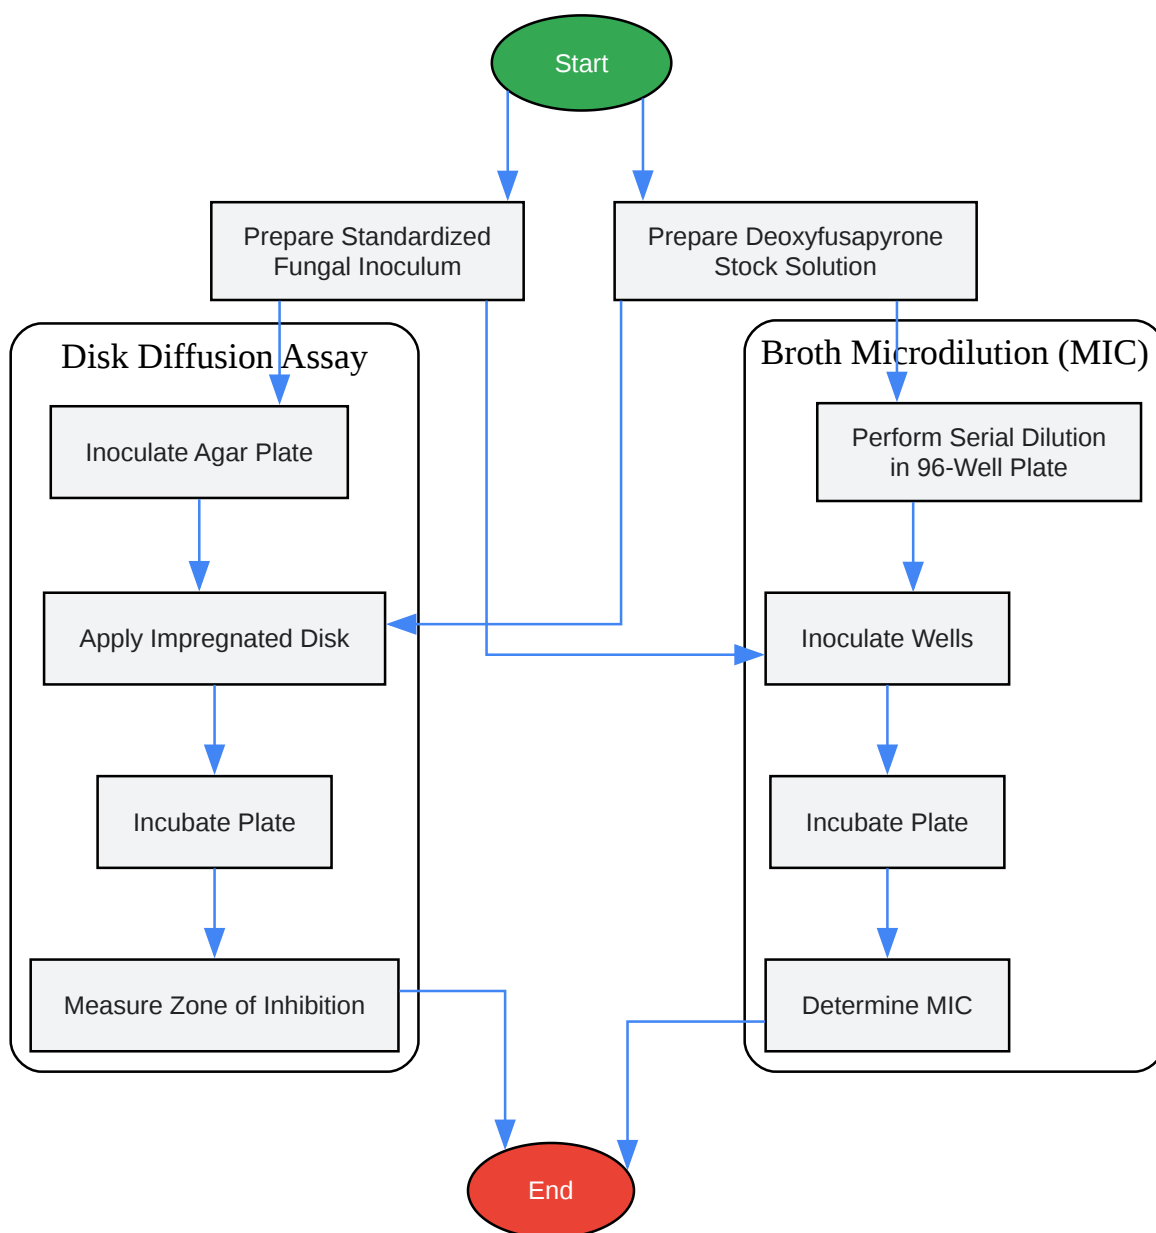 Start
Prepare Standardized
Fungal Inoculum
Prepare Deoxyfusapyrone
Stock Solution
Disk Diffusion Assay
Inoculate Agar Plate
Apply Impregnated Disk
Incubate Plate
Measure Zone of Inhibition
Broth Microdilution (MIC)
Perform Serial Dilution
in 96-Well Plate
Inoculate Wells
Incubate Plate
Determine MIC
End